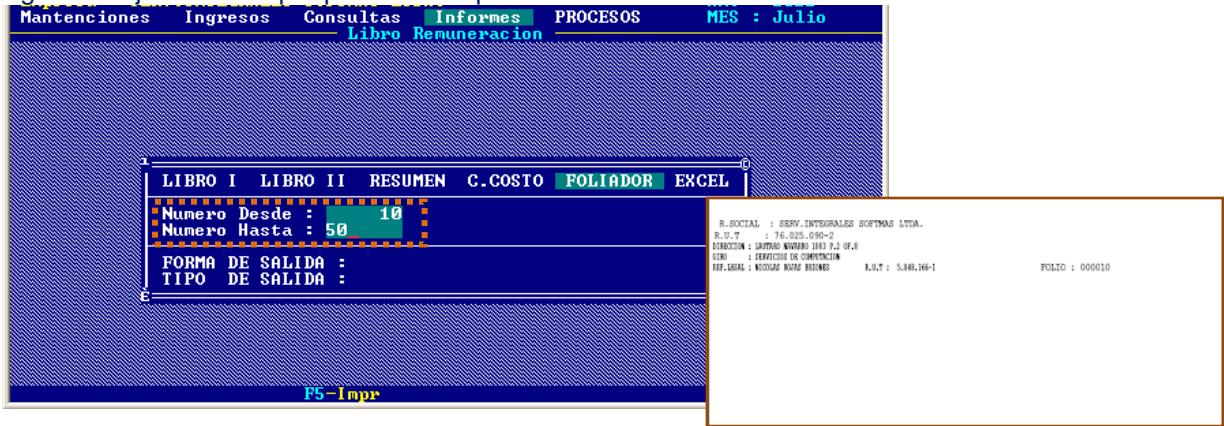 Mantenciones Ingresos Consultas Informes PROCESOS MES : Julio
Libro Remuneracion
LIBRO I LIBRO II RESUMEN C.COSTO FOLIADOR EXCEL
Numero Desde : 10
Numero Hasta : 50_
FORMA DE SALIDA :
TIPO DE SALIDA :
F5-Impr
R.SOCIAL : SERV.INTEGRALES SOFTMAS LTDA.
R.U.T : 76.025.090-2
DIRECCION : LAUTARO NAVARRO 1083 P.2 OF.8
GIRO : SERVICIOS DE COMPUTACION
REP.LEGAL : NICOLAS ROJAS BRIONES R.U.T : 5.848.166-1 FOLIO : 000010